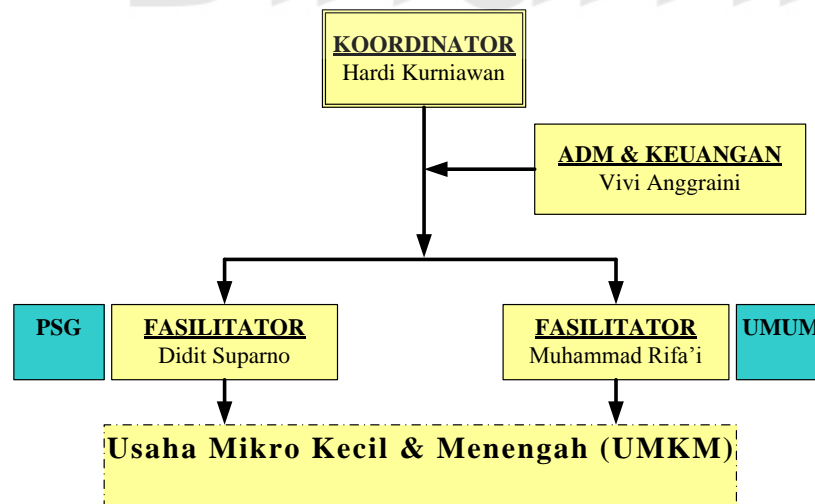 KOORDINATOR
Hardi Kurniawan
ADM & KEUANGAN
Vivi Anggraini
PSG
FASILITATOR
Didit Suparno
FASILITATOR
Muhammad Rifa’i
UMUM
Usaha Mikro Kecil & Menengah (UMKM)